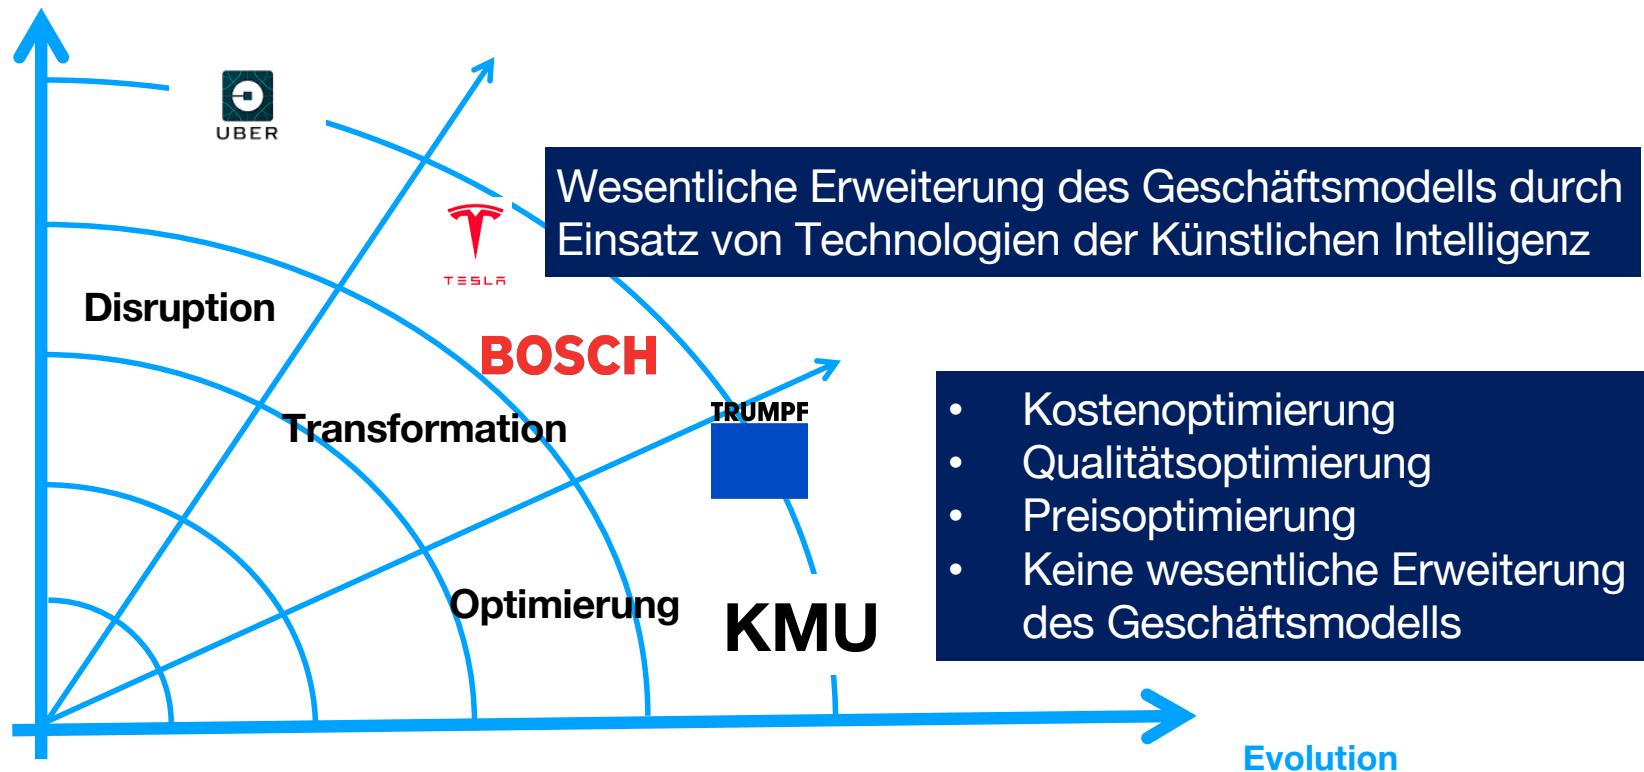 UBER
TESLA
Wesentliche Erweiterung des Geschäftsmodells durch
Einsatz von Technologien der Künstlichen Intelligenz
Disruption
BOSCH
Transformation
TRUMPF
• Kostenoptimierung
• Qualitätsoptimierung
• Preisoptimierung
• Keine wesentliche Erweiterung
des Geschäftsmodells
Optimierung
KMU
Evolution